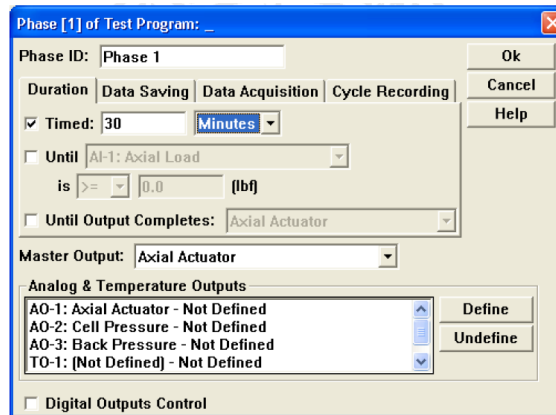 Phase [1] of Test Program: _
Phase ID: Phase 1
Ok
Duration Data Saving Data Acquisition Cycle Recording
Cancel
Timed: 30 Minutes
Help
Until AI-1: Axial Load
is >= 0.0 (lbf)
Until Output Completes: Axial Actuator
Master Output: Axial Actuator
Analog & Temperature Outputs
AO-1: Axial Actuator - Not Defined
AO-2: Cell Pressure - Not Defined
AO-3: Back Pressure - Not Defined
TO-1: (Not Defined) - Not Defined
Define
Undefine
Digital Outputs Control